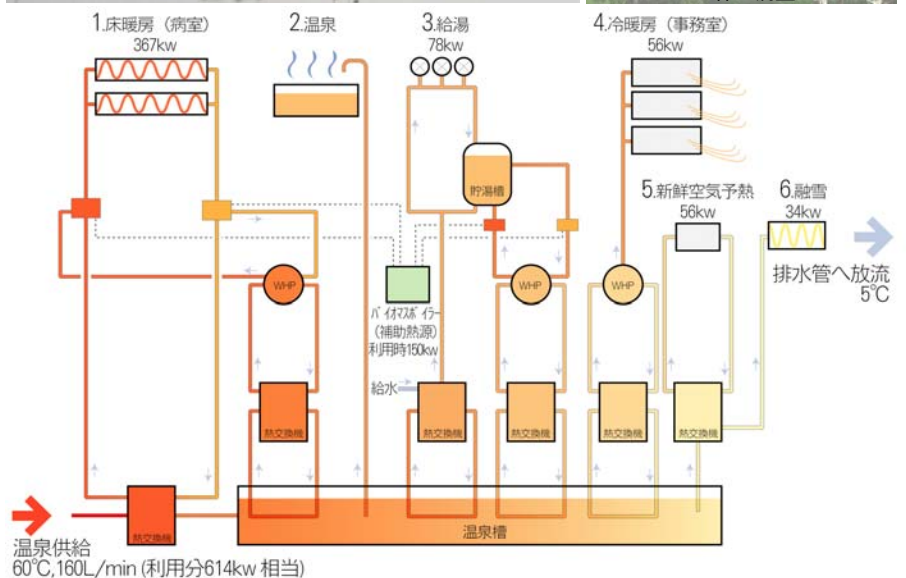 1.床暖房（病室）
367kw
2.温泉
3.給湯
78kw
4.冷暖房（事務室）
56kw
貯湯槽
5.新鮮空気予熱
56kw
6.融雪
34kw
排水管へ放流
5℃
WHP
WHP
WHP
ﾊﾞｲｵﾏｽﾎﾞｲﾗｰ
（補助熱源）
利用時150kw
給水
熱交換機
熱交換機
熱交換機
熱交換機
熱交換機
熱交換機
温泉槽
温泉供給
60℃,160L/min (利用分614kw 相当)